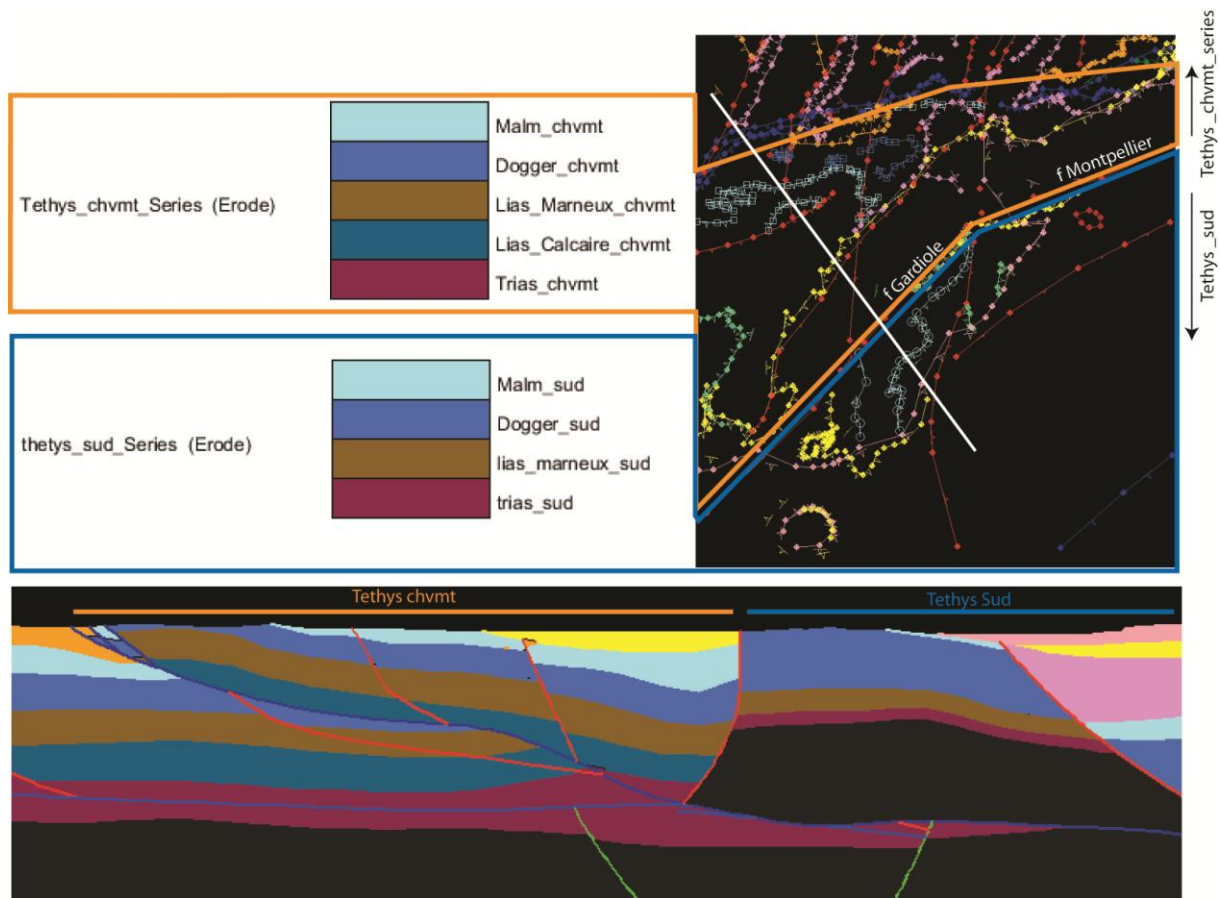 Malm_chvmt
Dogger_chvmt
Tethys_chvmt_Series (Erode)
Lias_Marneux_chvmt
Lias_Calcaire_chvmt
Trias_chvmt
Malm_sud
Dogger_sud
thetys_sud_Series (Erode)
lias_marneux_sud
trias_sud
f Montpellier
f Gardiole
Tethys _chvmt_series
Tethys _sud
Tethys chvmt
Tethys Sud